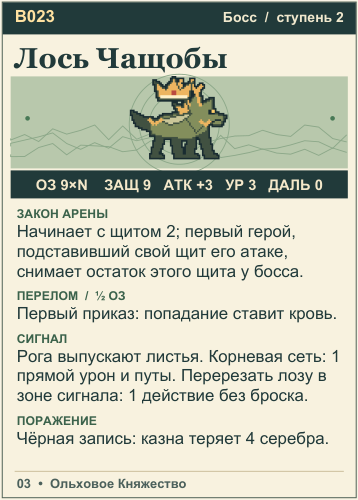 B023
Босс / ступень 2
Лось Чащобы
ОЗ 9×N ЗАЩ 9 АТК +3 УР 3 ДАЛЬ 0
ЗАКОН АРЕНЫ
Начинает с щитом 2; первый герой,
подставивший свой щит его атаке,
снимает остаток этого щита у босса.
ПЕРЕЛОМ / ½ ОЗ
Первый приказ: попадание ставит кровь.
СИГНАЛ
Рога выпускают листья. Корневая сеть: 1
прямой урон и путы. Перерезать лозу в
зоне сигнала: 1 действие без броска.
ПОРАЖЕНИЕ
Чёрная запись: казна теряет 4 серебра.
03 • Ольховое Княжество